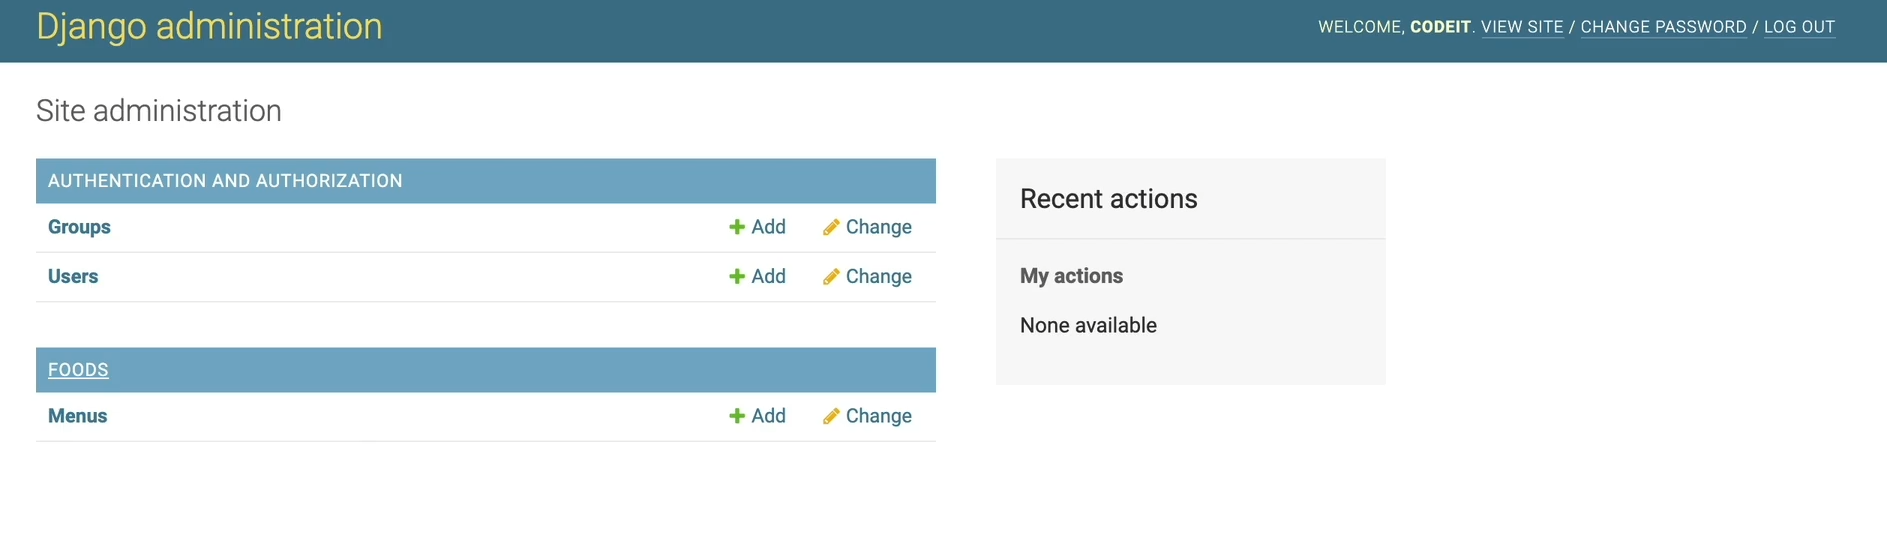 Django administration
WELCOME, CODEIT. VIEW SITE / CHANGE PASSWORD / LOG OUT
Site administration
AUTHENTICATION AND AUTHORIZATION
Groups Add Change
Users Add Change
FOODS
Menus Add Change
Recent actions
My actions
None available